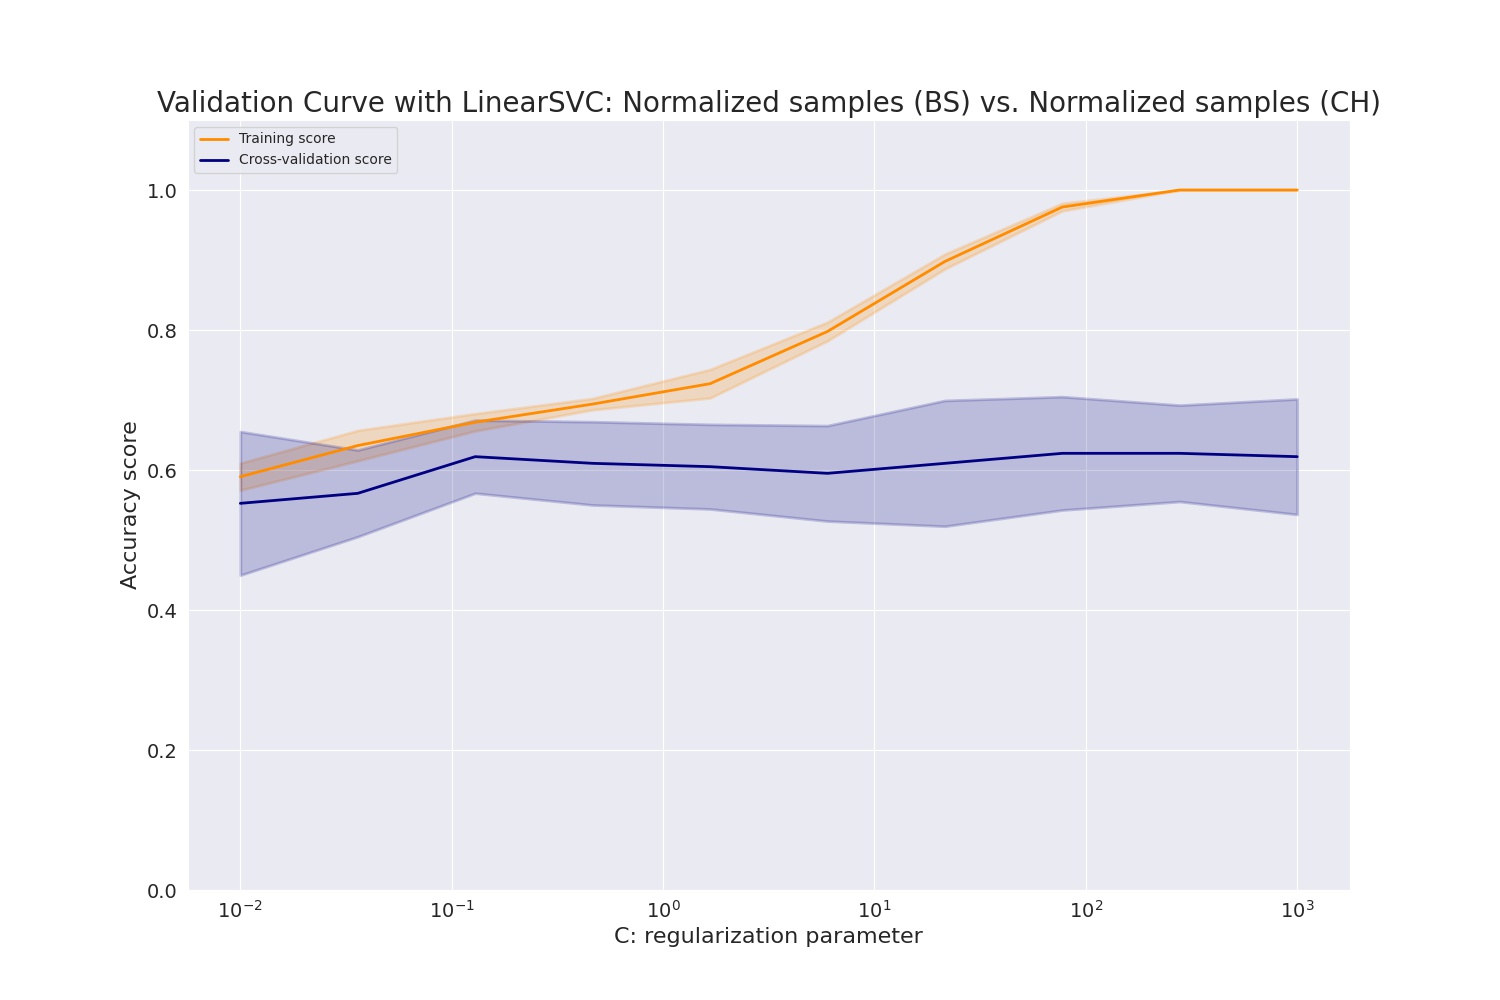 Validation Curve with LinearSVC: Normalized samples (BS) vs. Normalized samples (CH)
Training score
Cross-validation score
1.0
0.8
0.6
0.4
0.2
0.0
Accuracy score
10⁻² 10⁻¹ 10⁰ 10¹ 10² 10³
C: regularization parameter